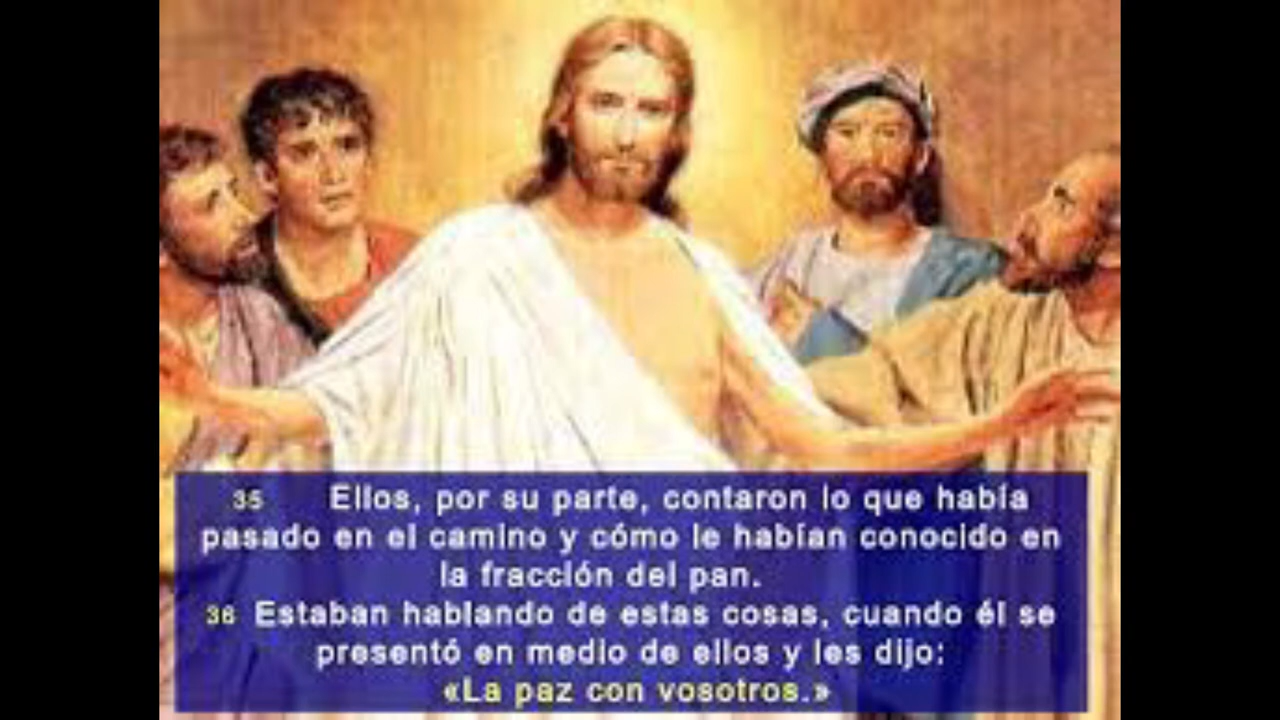 35 Ellos, por su parte, contaron lo que había
pasado en el camino y cómo le habían conocido en
la fracción del pan.
36 Estaban hablando de estas cosas, cuando él se
presentó en medio de ellos y les dijo:
«La paz con vosotros.»